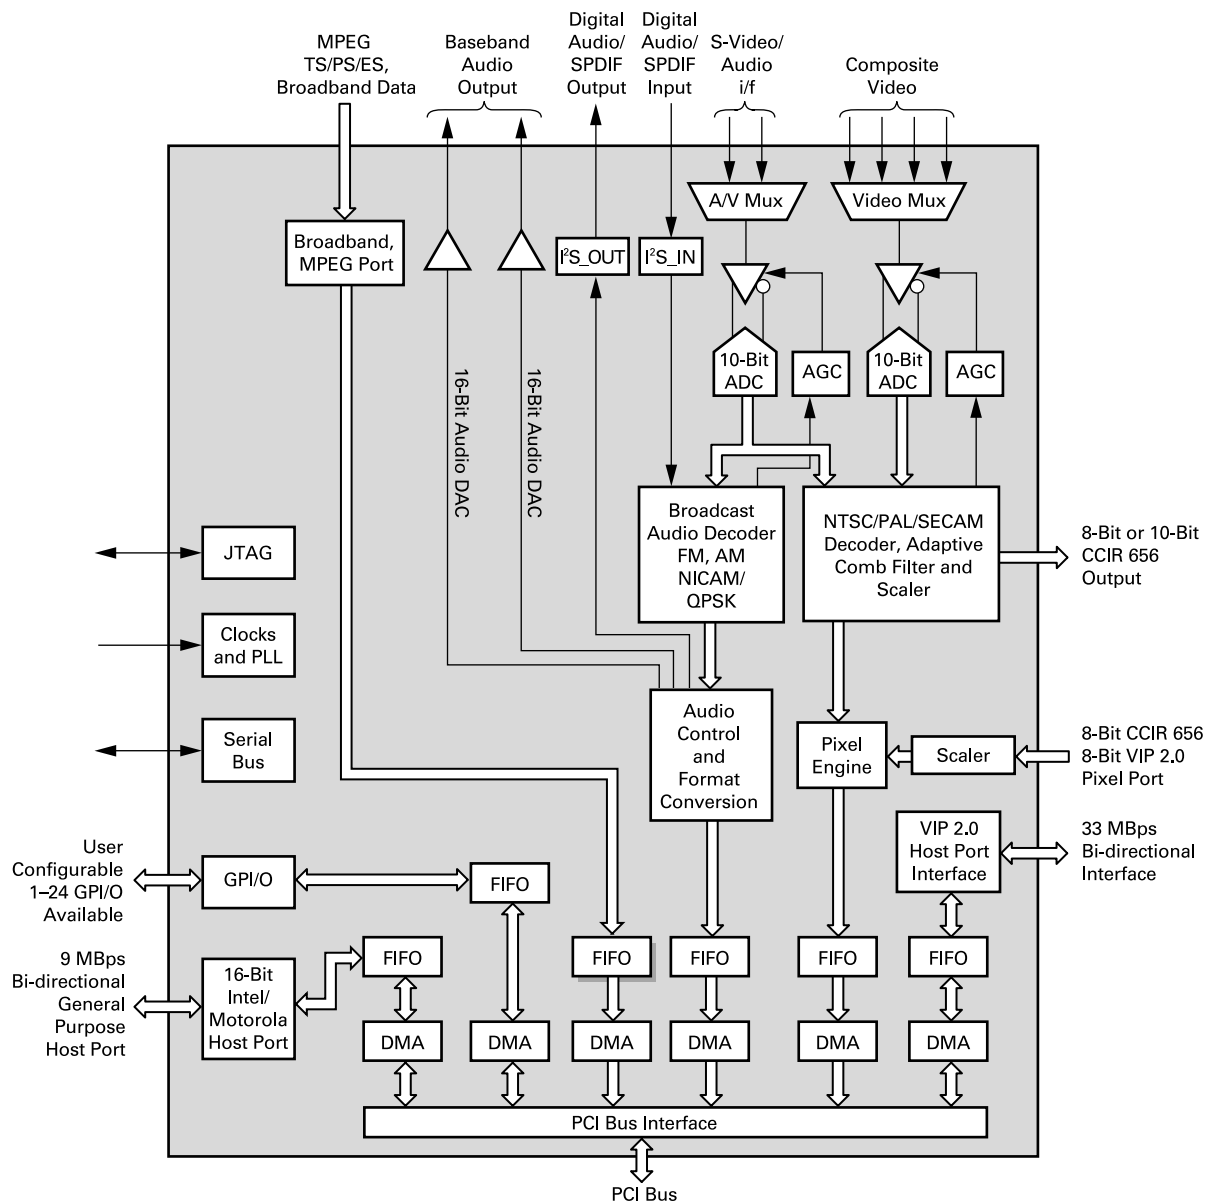 MPEG
TS/PS/ES,
Broadband Data
Baseband
Audio
Output
Digital
Audio/
SPDIF
Output
Digital
Audio/
SPDIF
Input
S-Video/
Audio
i/f
Composite
Video
A/V Mux
Video Mux
Broadband,
MPEG Port
I²S_OUT
I²S_IN
10-Bit
ADC
AGC
10-Bit
ADC
AGC
16-Bit Audio DAC
16-Bit Audio DAC
Broadcast
Audio Decoder
FM, AM
NICAM/
QPSK
NTSC/PAL/SECAM
Decoder, Adaptive
Comb Filter and
Scaler
8-Bit or 10-Bit
CCIR 656
Output
JTAG
Clocks
and PLL
Serial
Bus
Audio
Control
and
Format
Conversion
Pixel
Engine
Scaler
8-Bit CCIR 656
8-Bit VIP 2.0
Pixel Port
VIP 2.0
Host Port
Interface
33 MBps
Bi-directional
Interface
User
Configurable
1–24 GPI/O
Available
GPI/O
FIFO
9 MBps
Bi-directional
General
Purpose
Host Port
16-Bit
Intel/
Motorola
Host Port
FIFO
FIFO
FIFO
FIFO
FIFO
DMA
DMA
DMA
DMA
DMA
DMA
PCI Bus Interface
PCI Bus